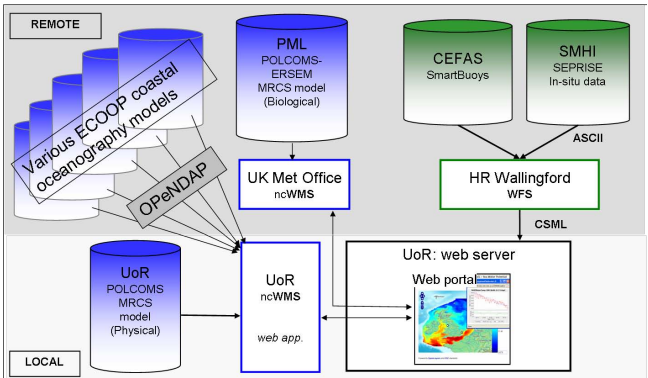 REMOTE
Various ECOOP coastal
oceanography models
OPeNDAP
PML
POLCOMS-
ERSEM
MRCS model
(Biological)
CEFAS
SmartBuoys
SMHI
SEPRISE
In-situ data
ASCII
UK Met Office
ncWMS
HR Wallingford
WFS
CSML
UoR
POLCOMS
MRCS
model
(Physical)
UoR
ncWMS
web app.
UoR: web server
Web portal
LOCAL